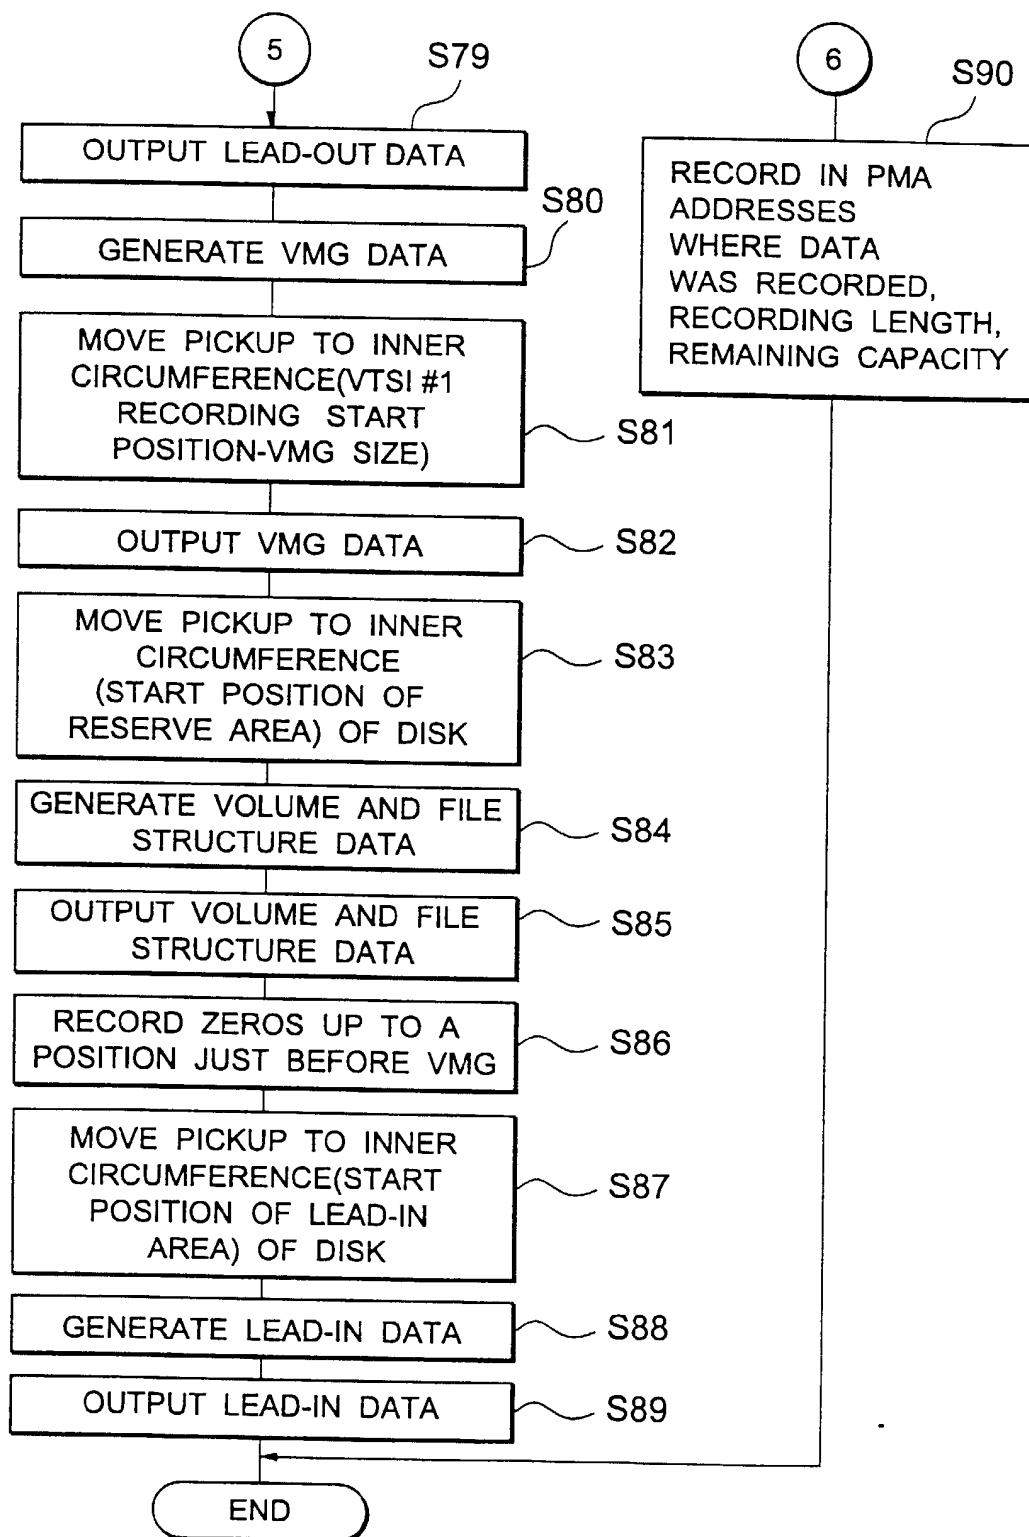 5
S79
OUTPUT LEAD-OUT DATA
S80
GENERATE VMG DATA
MOVE PICKUP TO INNER
CIRCUMFERENCE(VTSI #1
RECORDING START
POSITION-VMG SIZE)
S81
OUTPUT VMG DATA
S82
MOVE PICKUP TO INNER
CIRCUMFERENCE
(START POSITION OF
RESERVE AREA) OF DISK
S83
GENERATE VOLUME AND FILE
STRUCTURE DATA
S84
OUTPUT VOLUME AND FILE
STRUCTURE DATA
S85
RECORD ZEROS UP TO A
POSITION JUST BEFORE VMG
S86
MOVE PICKUP TO INNER
CIRCUMFERENCE(START
POSITION OF LEAD-IN
AREA) OF DISK
S87
GENERATE LEAD-IN DATA
S88
OUTPUT LEAD-IN DATA
S89
END
6
S90
RECORD IN PMA
ADDRESSES
WHERE DATA
WAS RECORDED,
RECORDING LENGTH,
REMAINING CAPACITY